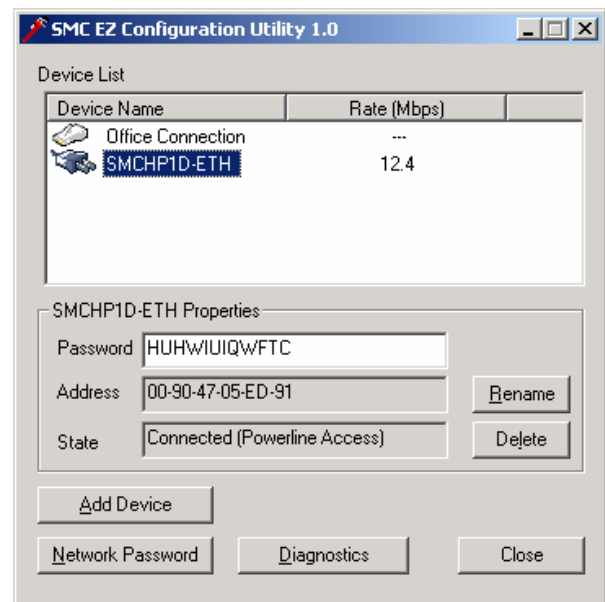 SMC EZ Configuration Utility 1.0
Device List
Device Name Rate (Mbps)
Office Connection ---
SMCHP1D-ETH 12.4
SMCHP1D-ETH Properties
Password HUHWIUIQWFTC
Address 00-90-47-05-ED-91 Rename
State Connected (Powerline Access) Delete
Add Device
Network Password Diagnostics Close